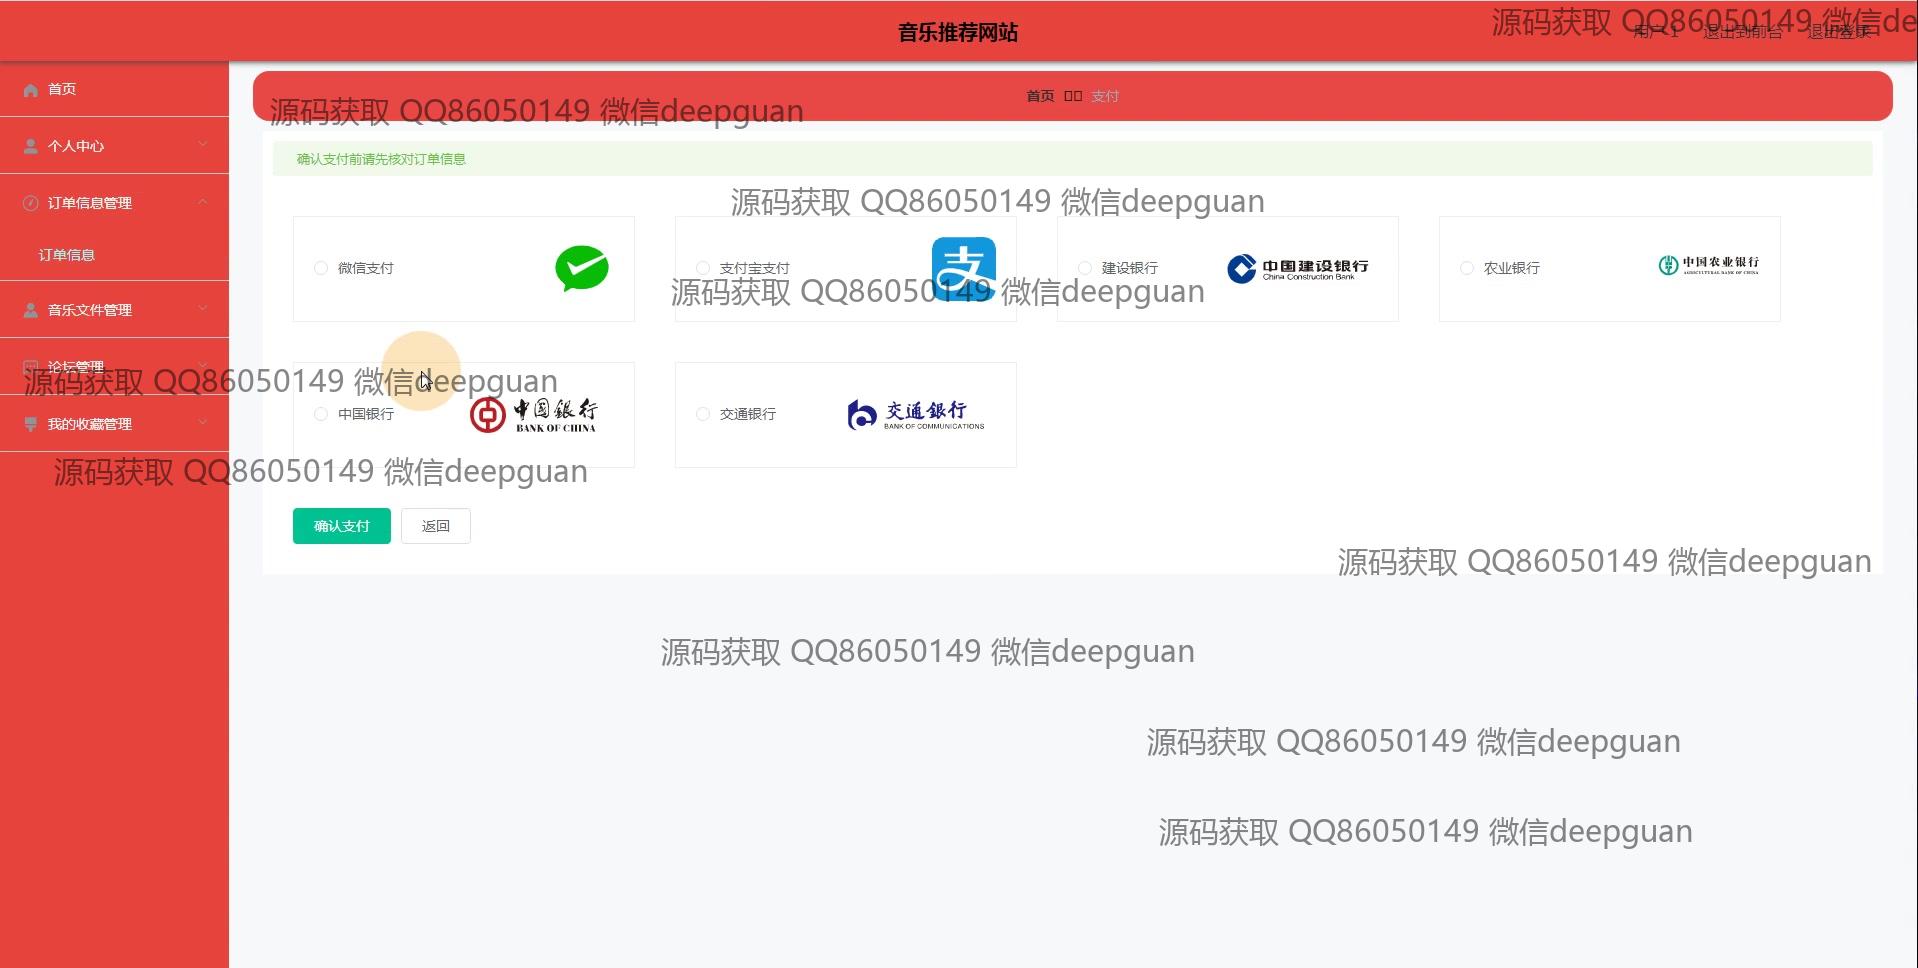 音乐推荐网站
用户 1 退出到前台 退出登录
源码获取 QQ86050149 微信de
首页
个人中心
订单信息管理
订单信息
音乐文件管理
论坛管理
我的收藏管理
首页 支付
源码获取 QQ86050149 微信deepguan
确认支付前请先核对订单信息
源码获取 QQ86050149 微信deepguan
微信支付
支付宝支付
支
建设银行
中国建设银行
China Construction Bank
农业银行
中国农业银行
AGRICULTURAL BANK OF CHINA
源码获取 QQ86050149 微信deepguan
源码获取 QQ86050149 微信deepguan
中国银行
中國銀行
BANK OF CHINA
交通银行
交通銀行
BANK OF COMMUNICATIONS
源码获取 QQ86050149 微信deepguan
确认支付
返回
源码获取 QQ86050149 微信deepguan
源码获取 QQ86050149 微信deepguan
源码获取 QQ86050149 微信deepguan
源码获取 QQ86050149 微信deepguan